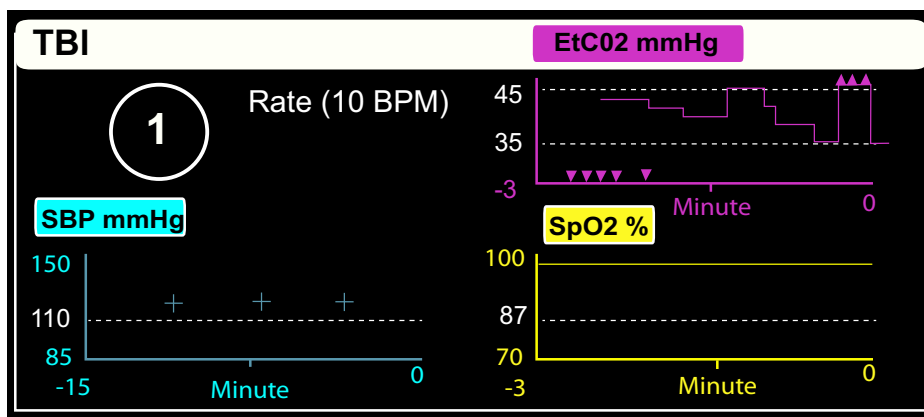 TBI
EtC02 mmHg
Rate (10 BPM)
1
45
35
-3
Minute
0
SBP mmHg
150
110
85
-15
Minute
0
SpO2 %
100
87
70
-3
Minute
0